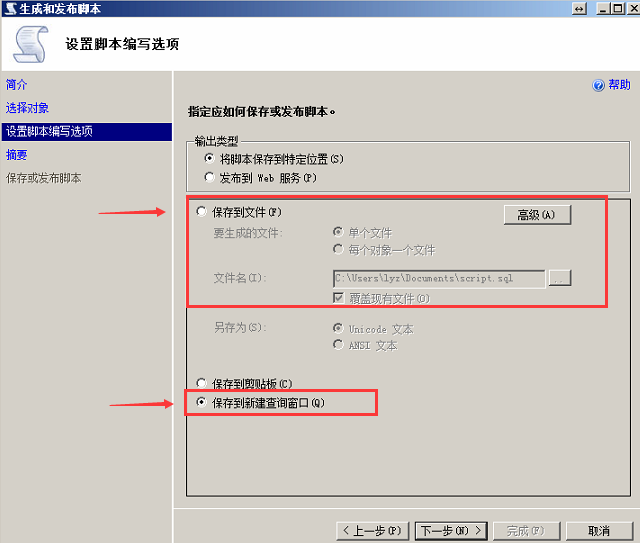 生成和发布脚本
设置脚本编写选项
简介
帮助
选择对象
设置脚本编写选项
摘要
保存或发布脚本
指定应如何保存或发布脚本。
输出类型
将脚本保存到特定位置(S)
发布到 Web 服务(P)
保存到文件(F)
高级(A)
要生成的文件:
单个文件
每个对象一个文件
文件名(I):
C:\Users\lyz\Documents\script.sql
...
覆盖现有文件(O)
另存为(S):
Unicode 文本
ANSI 文本
保存到剪贴板(C)
保存到新建查询窗口(Q)
< 上一步(P)
下一步(N) >
完成(F)
取消